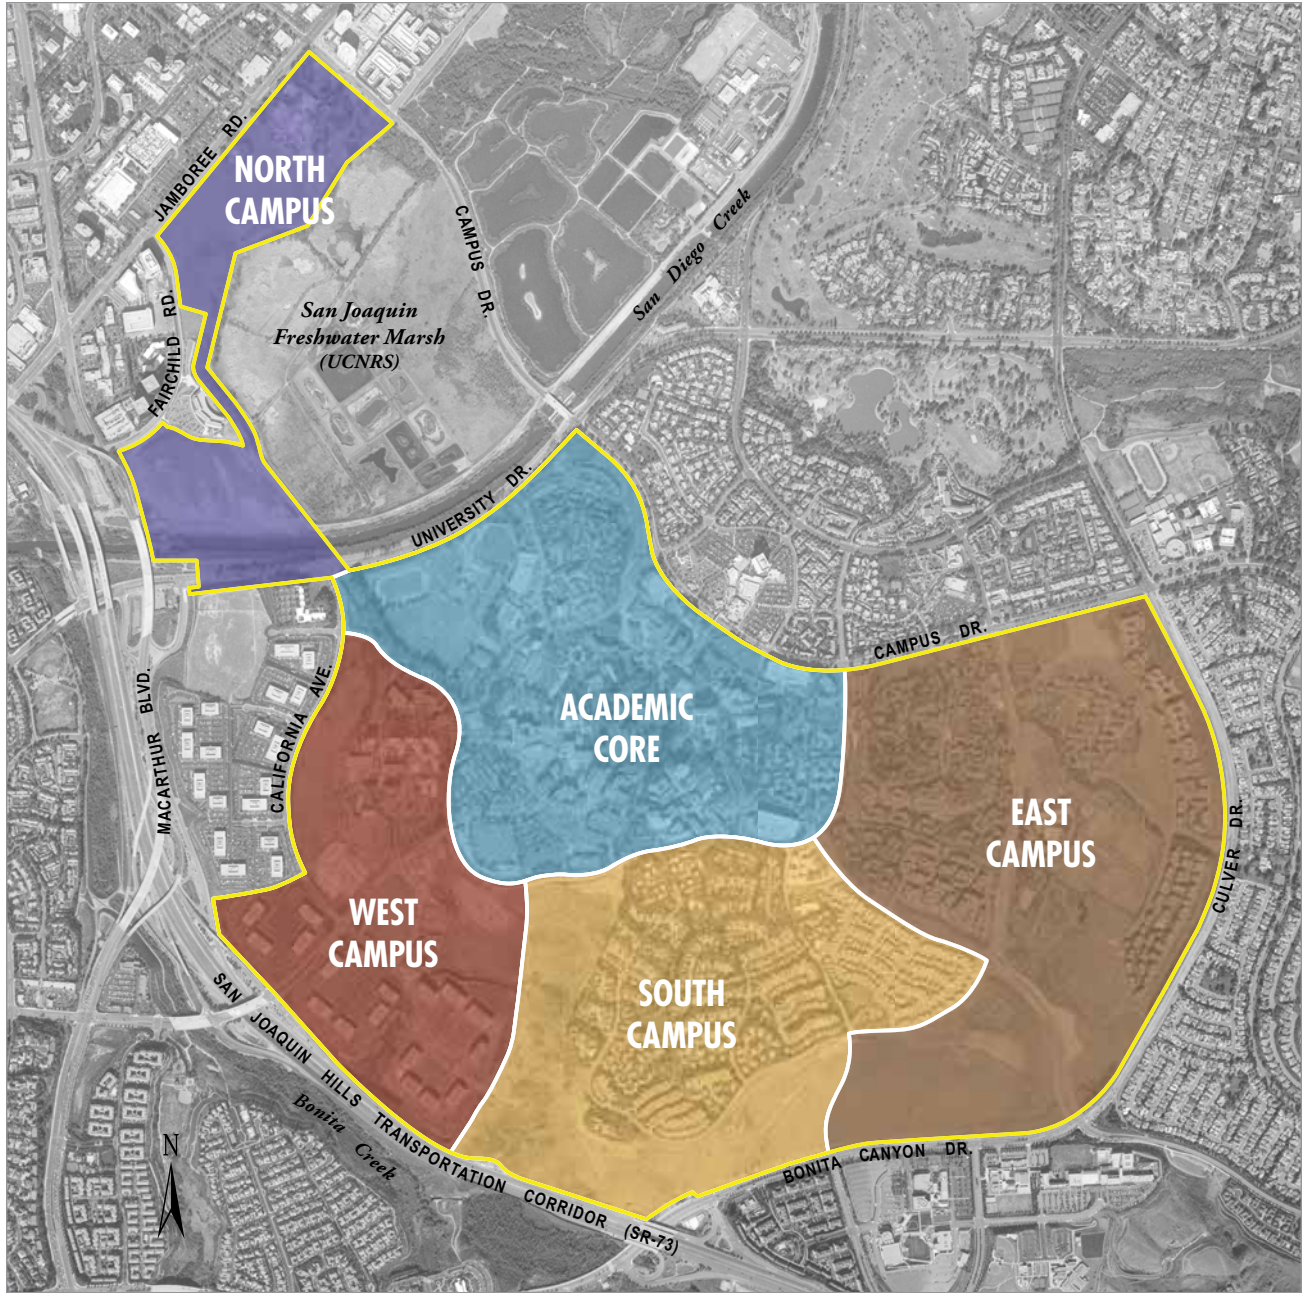 JAMBOREE RD.
NORTH
CAMPUS
CAMPUS DR.
San Diego Creek
San Joaquin
Freshwater Marsh
(UCNRS)
FAIRCHILD RD.
UNIVERSITY DR.
CAMPUS DR.
MACARTHUR BLVD.
CALIFORNIA AVE.
ACADEMIC
CORE
EAST
CAMPUS
CULVER DR.
WEST
CAMPUS
SOUTH
CAMPUS
SAN JOAQUIN HILLS TRANSPORTATION CORRIDOR (SR-73)
Bonita Creek
BONITA CANYON DR.
N